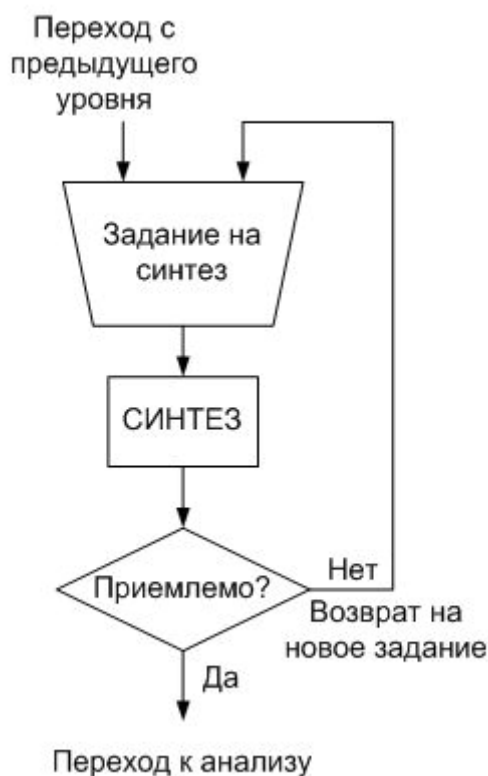 Переход с
предыдущего
уровня
Задание на
синтез
СИНТЕЗ
Приемлемо?
Нет
Возврат на
новое задание
Да
Переход к анализу